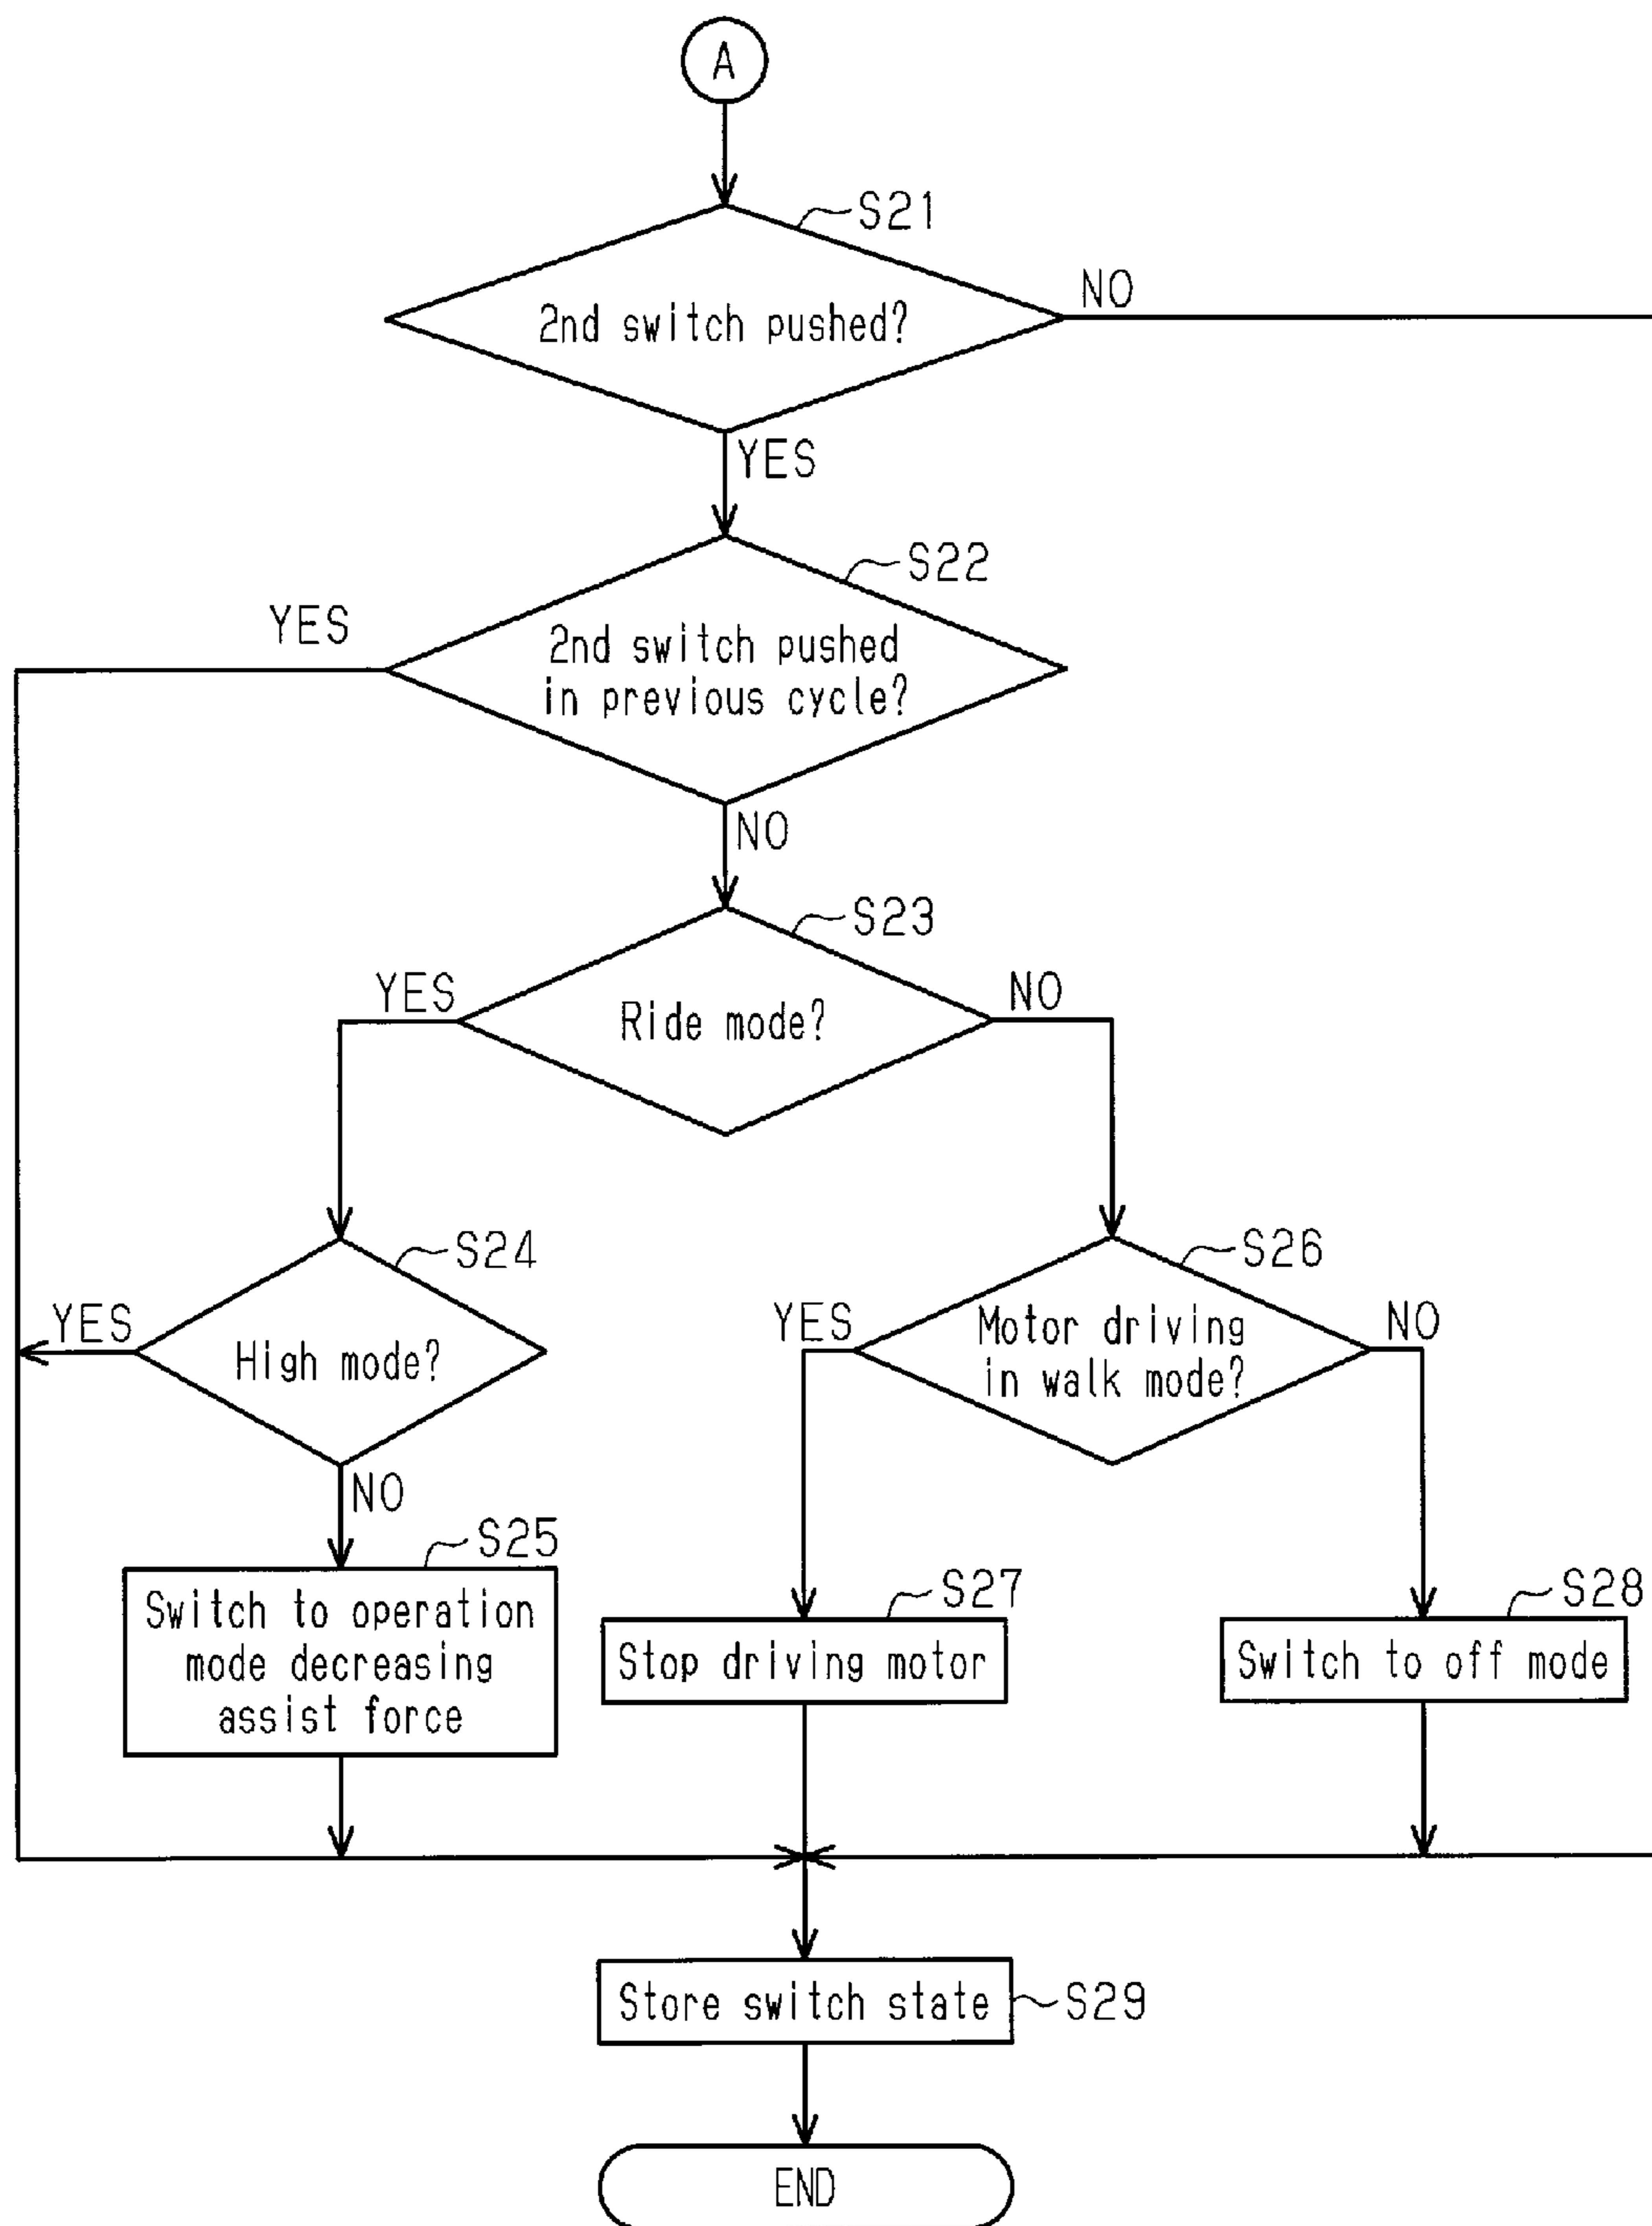 A
S21
2nd switch pushed?
NO
YES
S22
2nd switch pushed
in previous cycle?
YES
NO
S23
Ride mode?
YES
NO
S24
High mode?
YES
NO
S26
Motor driving
in walk mode?
YES
NO
S25
Switch to operation
mode decreasing
assist force
S27
Stop driving motor
S28
Switch to off mode
Store switch state
S29
END